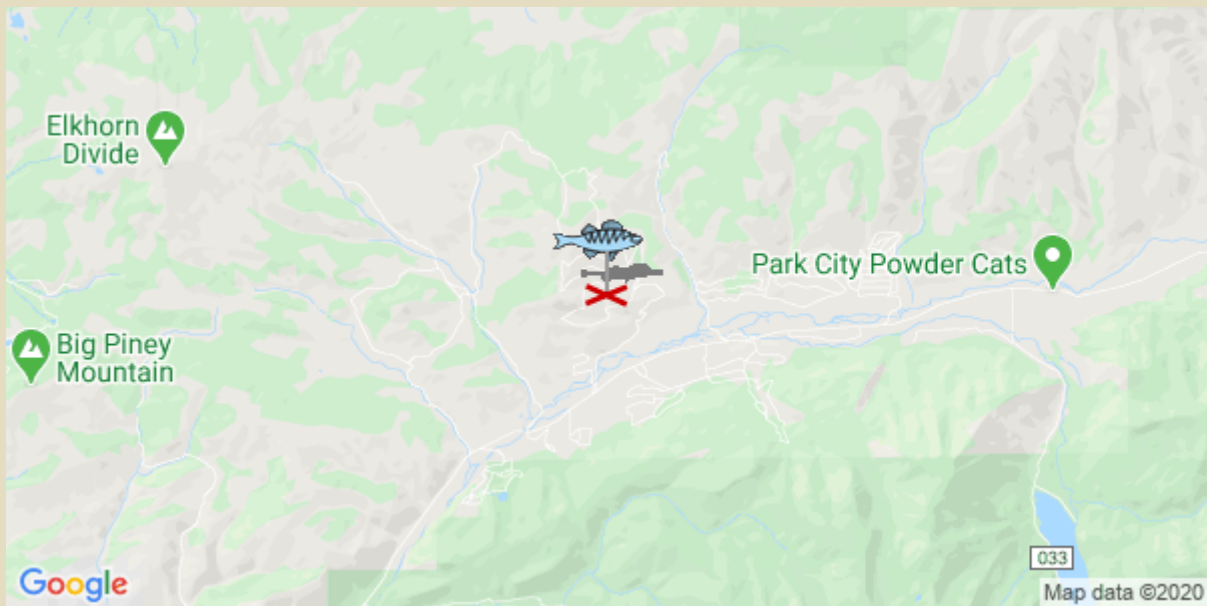 Elkhorn
Divide
Park City Powder Cats
Big Piney
Mountain
033
Google
Map data ©2020